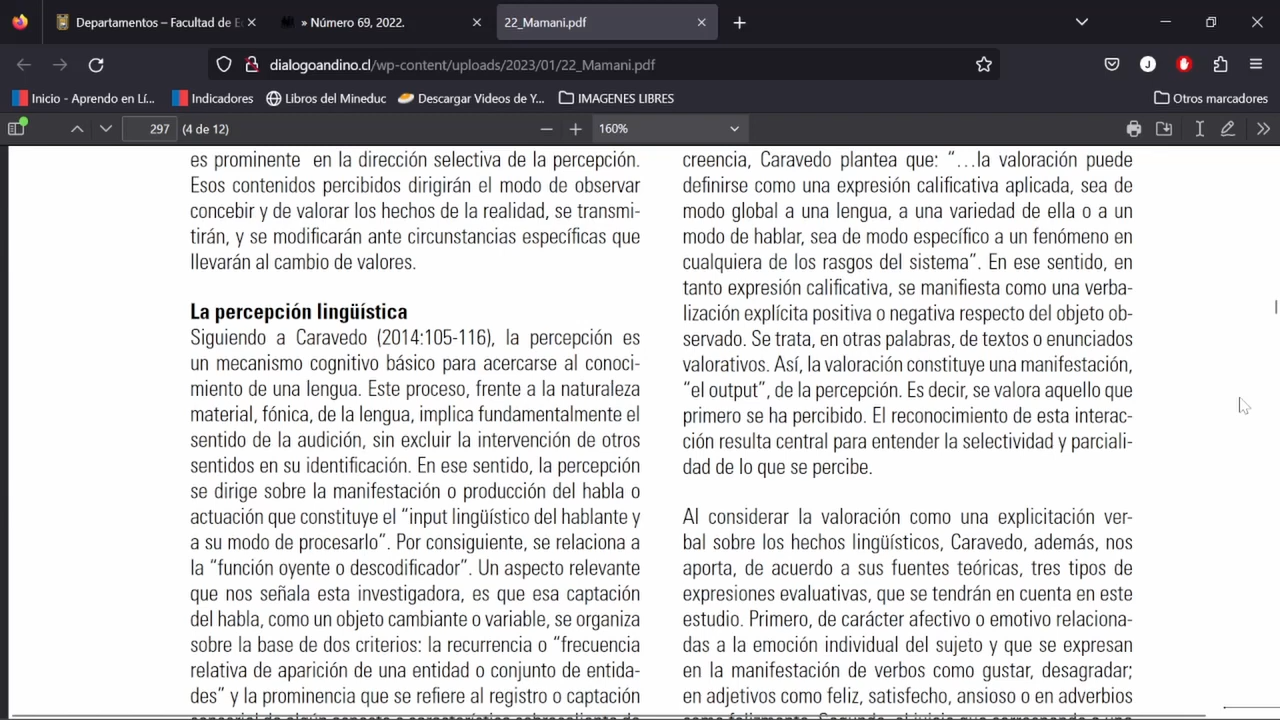 Departamentos – Facultad de E
» Número 69, 2022.
22_Mamani.pdf
dialogoandino.cl/wp-content/uploads/2023/01/22_Mamani.pdf
J
Inicio - Aprendo en Lí...
Indicadores
Libros del Mineduc
Descargar Videos de Y...
IMAGENES LIBRES
Otros marcadores
297 (4 de 12)
160%
es prominente en la dirección selectiva de la percepción.
Esos contenidos percibidos dirigirán el modo de observar
concebir y de valorar los hechos de la realidad, se transmi-
tirán, y se modificarán ante circunstancias específicas que
llevarán al cambio de valores.
La percepción lingüística
Siguiendo a Caravedo (2014:105-116), la percepción es
un mecanismo cognitivo básico para acercarse al conoci-
miento de una lengua. Este proceso, frente a la naturaleza
material, fónica, de la lengua, implica fundamentalmente el
sentido de la audición, sin excluir la intervención de otros
sentidos en su identificación. En ese sentido, la percepción
se dirige sobre la manifestación o producción del habla o
actuación que constituye el “input lingüístico del hablante y
a su modo de procesarlo”. Por consiguiente, se relaciona a
la “función oyente o descodificador”. Un aspecto relevante
que nos señala esta investigadora, es que esa captación
del habla, como un objeto cambiante o variable, se organiza
sobre la base de dos criterios: la recurrencia o “frecuencia
relativa de aparición de una entidad o conjunto de entida-
des” y la prominencia que se refiere al registro o captación
creencia, Caravedo plantea que: “…la valoración puede
definirse como una expresión calificativa aplicada, sea de
modo global a una lengua, a una variedad de ella o a un
modo de hablar, sea de modo específico a un fenómeno en
cualquiera de los rasgos del sistema”. En ese sentido, en
tanto expresión calificativa, se manifiesta como una verba-
lización explícita positiva o negativa respecto del objeto ob-
servado. Se trata, en otras palabras, de textos o enunciados
valorativos. Así, la valoración constituye una manifestación,
“el output”, de la percepción. Es decir, se valora aquello que
primero se ha percibido. El reconocimiento de esta interac-
ción resulta central para entender la selectividad y parciali-
dad de lo que se percibe.
Al considerar la valoración como una explicitación ver-
bal sobre los hechos lingüísticos, Caravedo, además, nos
aporta, de acuerdo a sus fuentes teóricas, tres tipos de
expresiones evaluativas, que se tendrán en cuenta en este
estudio. Primero, de carácter afectivo o emotivo relaciona-
das a la emoción individual del sujeto y que se expresan
en la manifestación de verbos como gustar, desagradar;
en adjetivos como feliz, satisfecho, ansioso o en adverbios